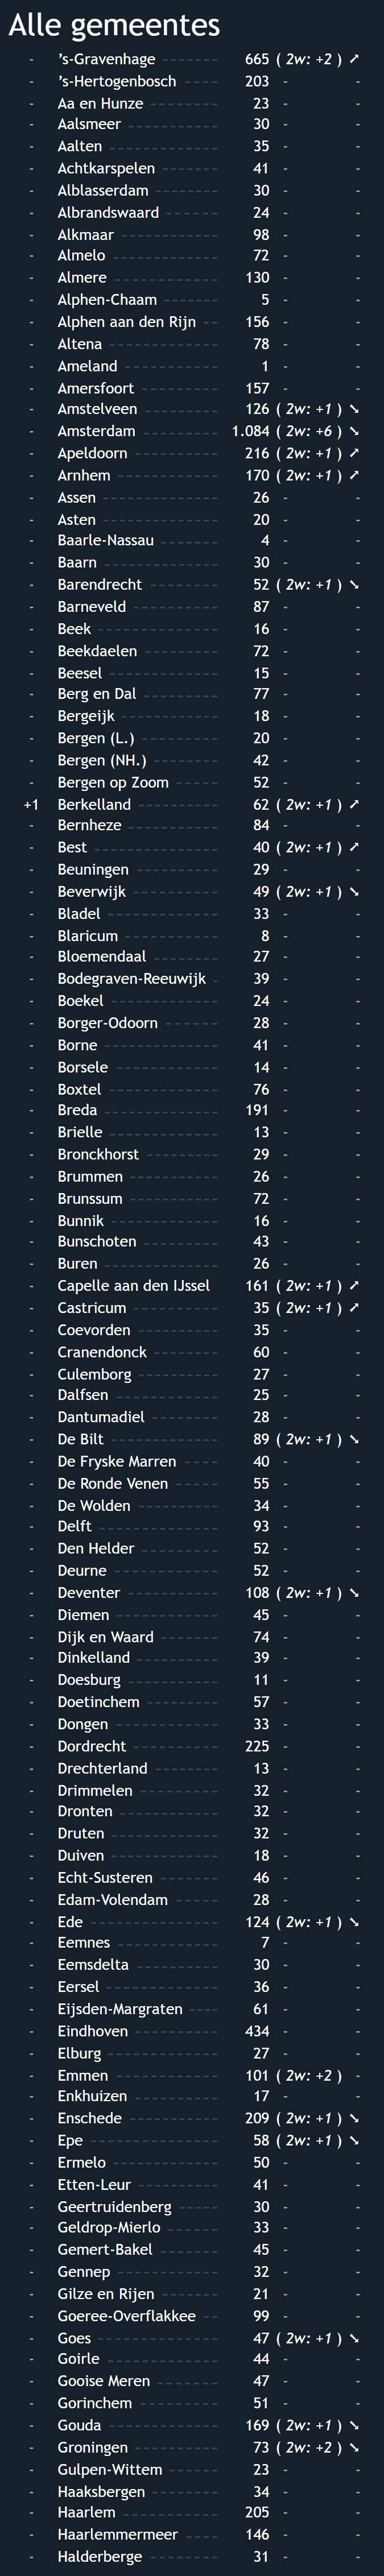 Alle gemeentes
- ’s-Gravenhage 665 ( 2w: +2 ) ➚
- ’s-Hertogenbosch 203 - -
- Aa en Hunze 23 - -
- Aalsmeer 30 - -
- Aalten 35 - -
- Achtkarspelen 41 - -
- Alblasserdam 30 - -
- Albrandswaard 24 - -
- Alkmaar 98 - -
- Almelo 72 - -
- Almere 130 - -
- Alphen-Chaam 5 - -
- Alphen aan den Rijn 156 - -
- Altena 78 - -
- Ameland 1 - -
- Amersfoort 157 - -
- Amstelveen 126 ( 2w: +1 ) ➘
- Amsterdam 1.084 ( 2w: +6 ) ➘
- Apeldoorn 216 ( 2w: +1 ) ➚
- Arnhem 170 ( 2w: +1 ) ➚
- Assen 26 - -
- Asten 20 - -
- Baarle-Nassau 4 - -
- Baarn 30 - -
- Barendrecht 52 ( 2w: +1 ) ➘
- Barneveld 87 - -
- Beek 16 - -
- Beekdaelen 72 - -
- Beesel 15 - -
- Berg en Dal 77 - -
- Bergeijk 18 - -
- Bergen (L.) 20 - -
- Bergen (NH.) 42 - -
- Bergen op Zoom 52 - -
+1 Berkelland 62 ( 2w: +1 ) ➚
- Bernheze 84 - -
- Best 40 ( 2w: +1 ) ➚
- Beuningen 29 - -
- Beverwijk 49 ( 2w: +1 ) ➘
- Bladel 33 - -
- Blaricum 8 - -
- Bloemendaal 27 - -
- Bodegraven-Reeuwijk 39 - -
- Boekel 24 - -
- Borger-Odoorn 28 - -
- Borne 41 - -
- Borsele 14 - -
- Boxtel 76 - -
- Breda 191 - -
- Brielle 13 - -
- Bronckhorst 29 - -
- Brummen 26 - -
- Brunssum 72 - -
- Bunnik 16 - -
- Bunschoten 43 - -
- Buren 26 - -
- Capelle aan den IJssel 161 ( 2w: +1 ) ➚
- Castricum 35 ( 2w: +1 ) ➚
- Coevorden 35 - -
- Cranendonck 60 - -
- Culemborg 27 - -
- Dalfsen 25 - -
- Dantumadiel 28 - -
- De Bilt 89 ( 2w: +1 ) ➘
- De Fryske Marren 40 - -
- De Ronde Venen 55 - -
- De Wolden 34 - -
- Delft 93 - -
- Den Helder 52 - -
- Deurne 52 - -
- Deventer 108 ( 2w: +1 ) ➘
- Diemen 45 - -
- Dijk en Waard 74 - -
- Dinkelland 39 - -
- Doesburg 11 - -
- Doetinchem 57 - -
- Dongen 33 - -
- Dordrecht 225 - -
- Drechterland 13 - -
- Drimmelen 32 - -
- Dronten 32 - -
- Druten 32 - -
- Duiven 18 - -
- Echt-Susteren 46 - -
- Edam-Volendam 28 - -
- Ede 124 ( 2w: +1 ) ➘
- Eemnes 7 - -
- Eemsdelta 30 - -
- Eersel 36 - -
- Eijsden-Margraten 61 - -
- Eindhoven 434 - -
- Elburg 27 - -
- Emmen 101 ( 2w: +2 ) -
- Enkhuizen 17 - -
- Enschede 209 ( 2w: +1 ) ➘
- Epe 58 ( 2w: +1 ) ➘
- Ermelo 50 - -
- Etten-Leur 41 - -
- Geertruidenberg 30 - -
- Geldrop-Mierlo 33 - -
- Gemert-Bakel 45 - -
- Gennep 32 - -
- Gilze en Rijen 21 - -
- Goeree-Overflakkee 99 - -
- Goes 47 ( 2w: +1 ) ➘
- Goirle 44 - -
- Gooise Meren 47 - -
- Gorinchem 51 - -
- Gouda 169 ( 2w: +1 ) ➘
- Groningen 73 ( 2w: +2 ) ➘
- Gulpen-Wittem 23 - -
- Haaksbergen 34 - -
- Haarlem 205 - -
- Haarlemmermeer 146 - -
- Halderberge 31 - -